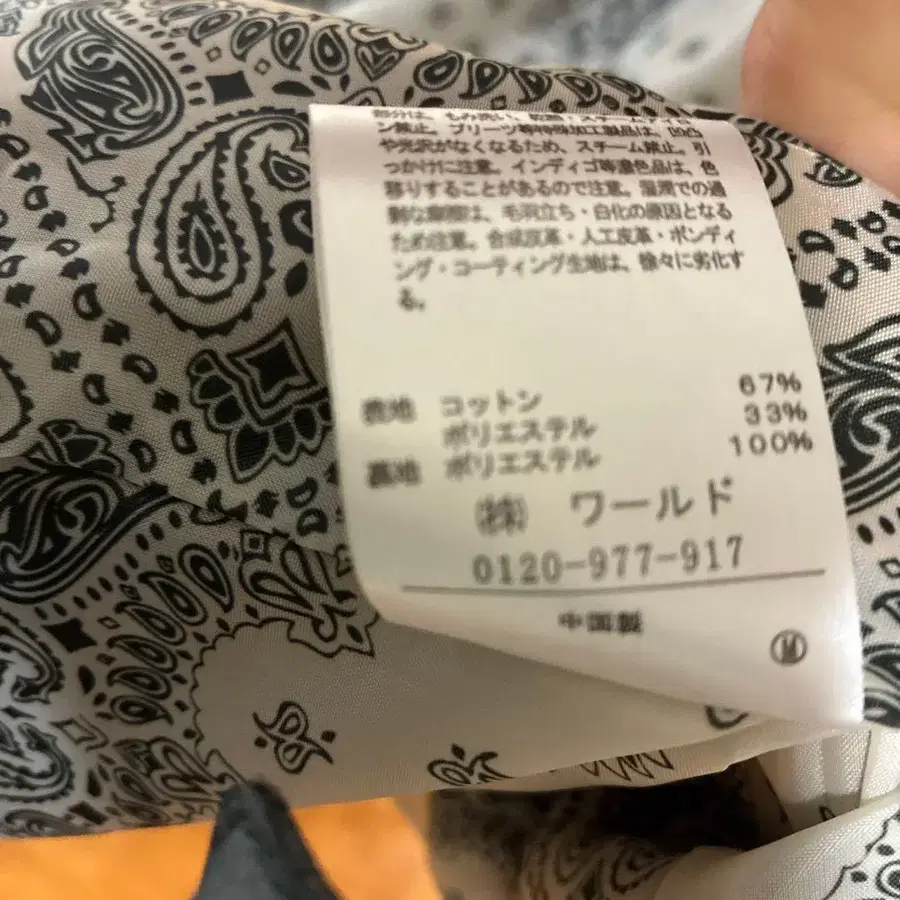 部分は、もみ洗い、乾燥・スチームアイロ
ン禁止。プリーツ等特殊加工製品は、凹凸
や光沢がなくなるため、スチーム禁止。引
っかけに注意。インディゴ等濃色品は、色
移りすることがあるので注意。湿潤での過
動な摩擦は、毛羽立ち・白化の原因となる
ため注意。合成皮革・人工皮革・ボンディ
ング・コーティング生地は、徐々に劣化す
る。
表地 コットン 67%
ポリエステル 33%
裏地 ポリエステル 100%
㈱ ワールド
0120-977-917
中国製
Ⓜ